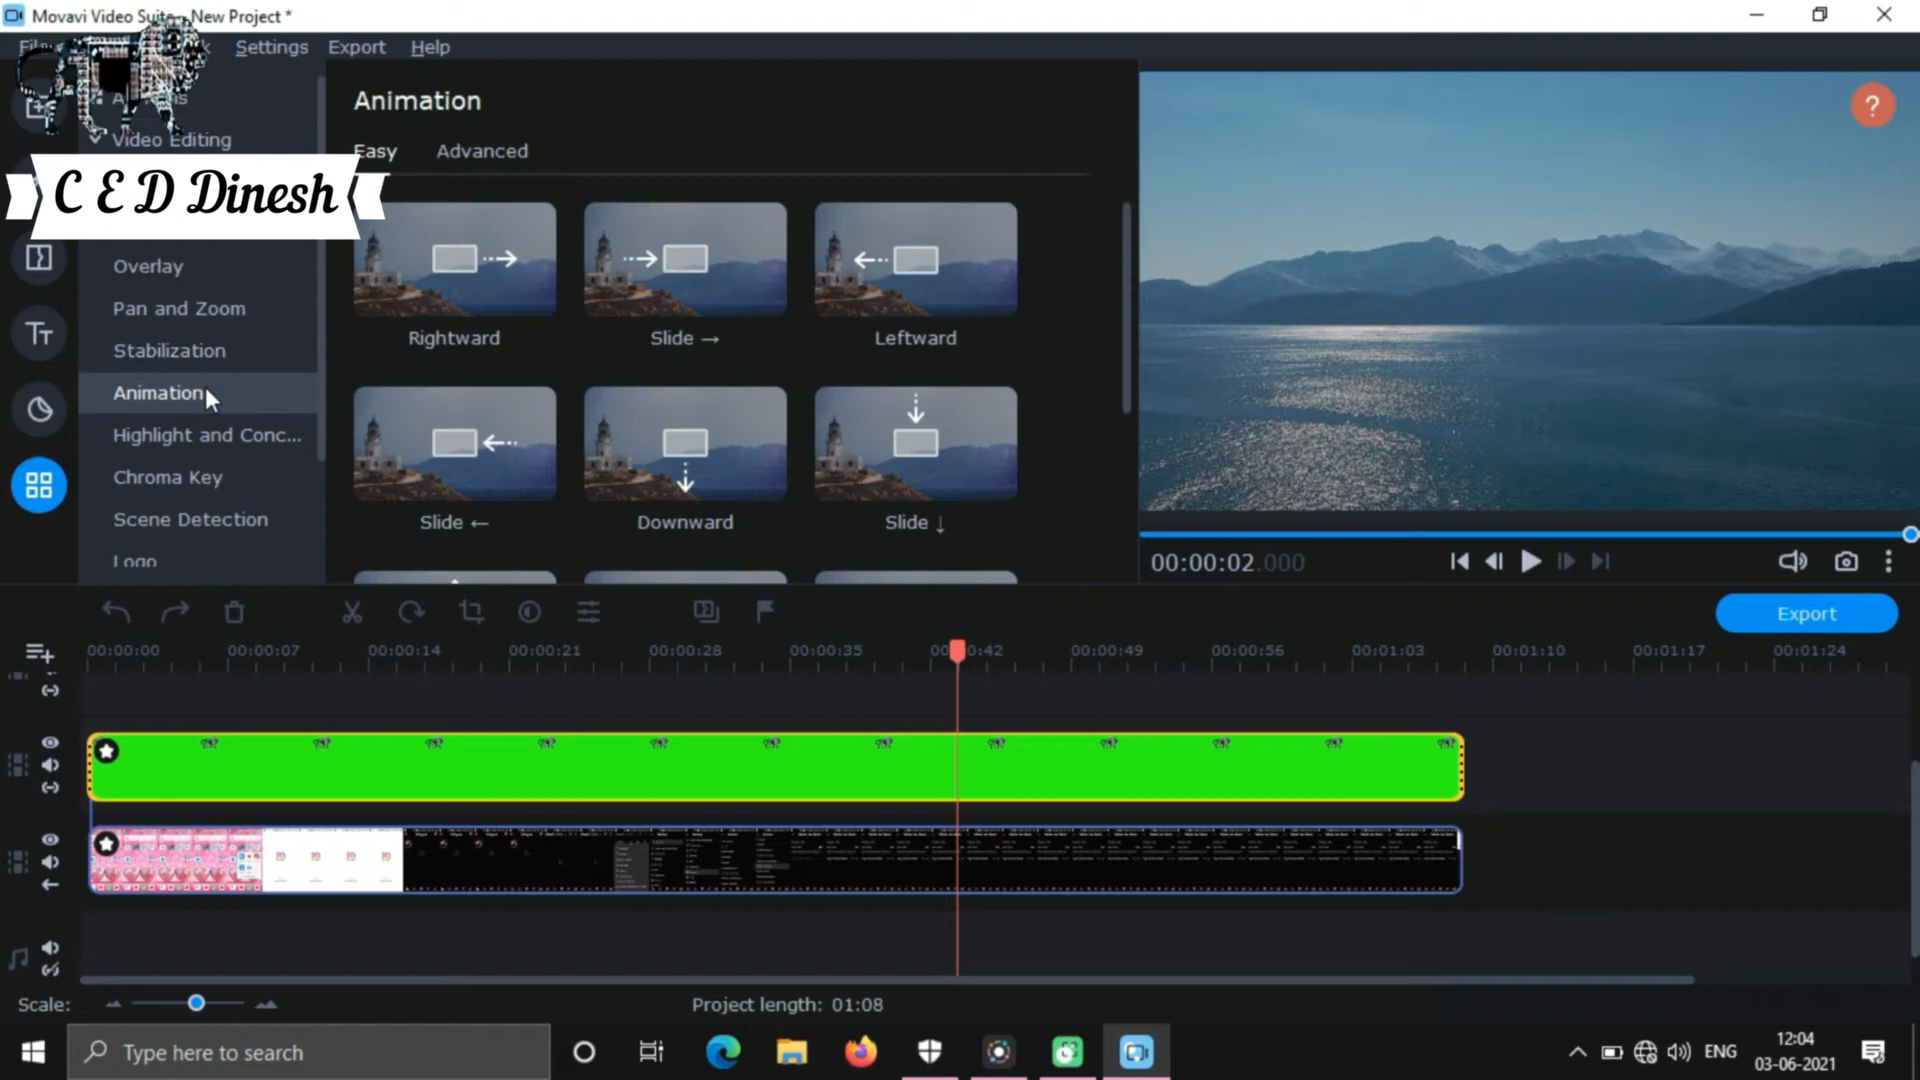 Movavi Video Suite - New Project *
Settings Export Help
Video Editing
C E D Dinesh
Overlay
Pan and Zoom
Stabilization
Animation
Highlight and Conc...
Chroma Key
Scene Detection
Logo
Animation
Easy Advanced
Rightward Slide → Leftward
Slide ← Downward Slide ↓
?
00:00:02.000
Export
00:00:00 00:00:07 00:00:14 00:00:21 00:00:28 00:00:35 00:00:42 00:00:49 00:00:56 00:01:03 00:01:10 00:01:17 00:01:24
Scale: Project length: 01:08
Type here to search
ENG
12:04
03-06-2021